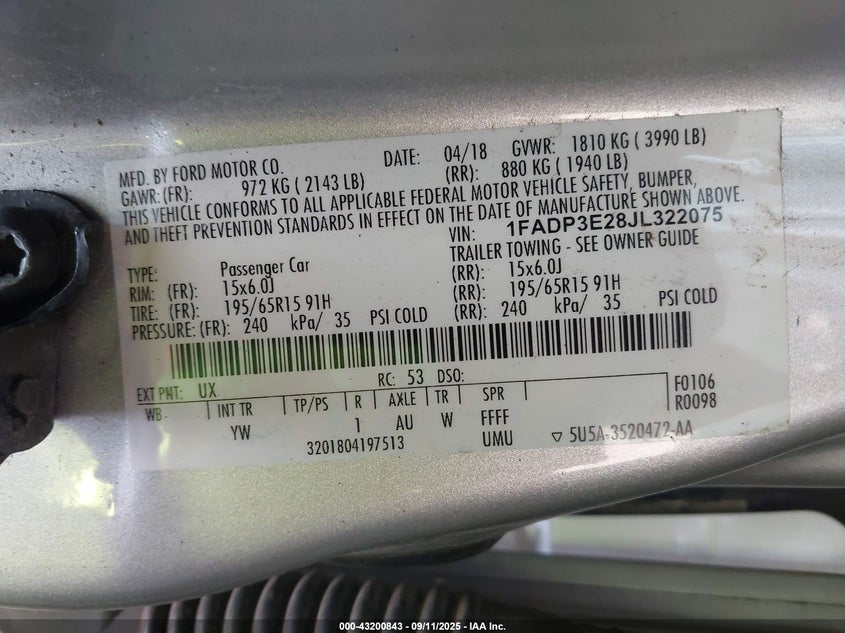 MFD. BY FORD MOTOR CO. DATE: 04/18 GVWR: 1810 KG ( 3990 LB)
GAWR: (FR): 972 KG ( 2143 LB) (RR): 880 KG ( 1940 LB)
THIS VEHICLE CONFORMS TO ALL APPLICABLE FEDERAL MOTOR VEHICLE SAFETY, BUMPER,
AND THEFT PREVENTION STANDARDS IN EFFECT ON THE DATE OF MANUFACTURE SHOWN ABOVE.
VIN: 1FADP3E28JL322075
TRAILER TOWING - SEE OWNER GUIDE
TYPE: Passenger Car
RIM: (FR): 15x6.0J (RR): 15x6.0J
TIRE: (FR): 195/65R15 91H (RR): 195/65R15 91H
PRESSURE: (FR): 240 kPa/ 35 PSI COLD (RR): 240 kPa/ 35 PSI COLD
EXT PNT: UX RC: 53 DSO: F0106
WB INT TR TP/PS R AXLE TR SPR R0098
YW 1 AU W FFFF
3201804197513 UMU ▽ 5U5A-3520472-AA
000-43200843 - 09/11/2025 - IAA Inc.